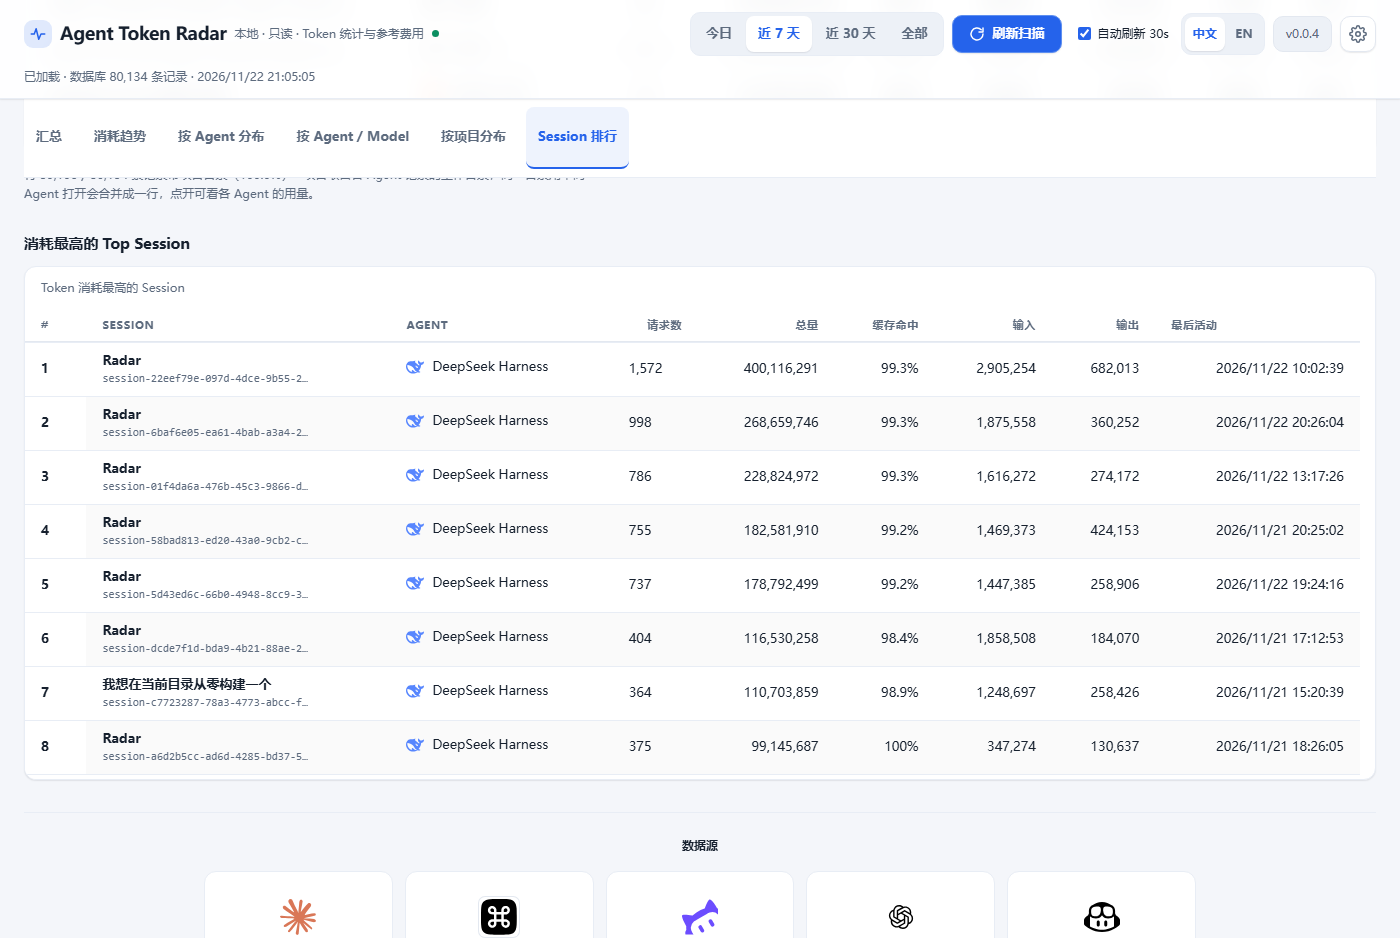 Agent Token Radar 本地 · 只读 · Token 统计与参考费用
今日 近 7 天 近 30 天 全部 刷新扫描 自动刷新 30s 中文 EN v0.0.4
已加载 · 数据库 80,134 条记录 · 2026/11/22 21:05:05
汇总 消耗趋势 按 Agent 分布 按 Agent / Model 按项目分布 Session 排行
Agent 打开会合并成一行，点开可看各 Agent 的用量。
消耗最高的 Top Session
Token 消耗最高的 Session
# SESSION AGENT 请求数 总量 缓存命中 输入 输出 最后活动
1 Radar DeepSeek Harness 1,572 400,116,291 99.3% 2,905,254 682,013 2026/11/22 10:02:39
session-22eef79e-097d-4dce-9b55-2…
2 Radar DeepSeek Harness 998 268,659,746 99.3% 1,875,558 360,252 2026/11/22 20:26:04
session-6baf6e05-ea61-4bab-a3a4-2…
3 Radar DeepSeek Harness 786 228,824,972 99.3% 1,616,272 274,172 2026/11/22 13:17:26
session-01f4da6a-476b-45c3-9866-d…
4 Radar DeepSeek Harness 755 182,581,910 99.2% 1,469,373 424,153 2026/11/21 20:25:02
session-58bad813-ed20-43a0-9cb2-c…
5 Radar DeepSeek Harness 737 178,792,499 99.2% 1,447,385 258,906 2026/11/22 19:24:16
session-5d43ed6c-66b0-4948-8cc9-3…
6 Radar DeepSeek Harness 404 116,530,258 98.4% 1,858,508 184,070 2026/11/21 17:12:53
session-dcde7f1d-bda9-4b21-88ae-2…
7 我想在当前目录从零构建一个 DeepSeek Harness 364 110,703,859 98.9% 1,248,697 258,426 2026/11/21 15:20:39
session-c7723287-78a3-4773-abcc-f…
8 Radar DeepSeek Harness 375 99,145,687 100% 347,274 130,637 2026/11/21 18:26:05
session-a6d2b5cc-ad6d-4285-bd37-5…
数据源